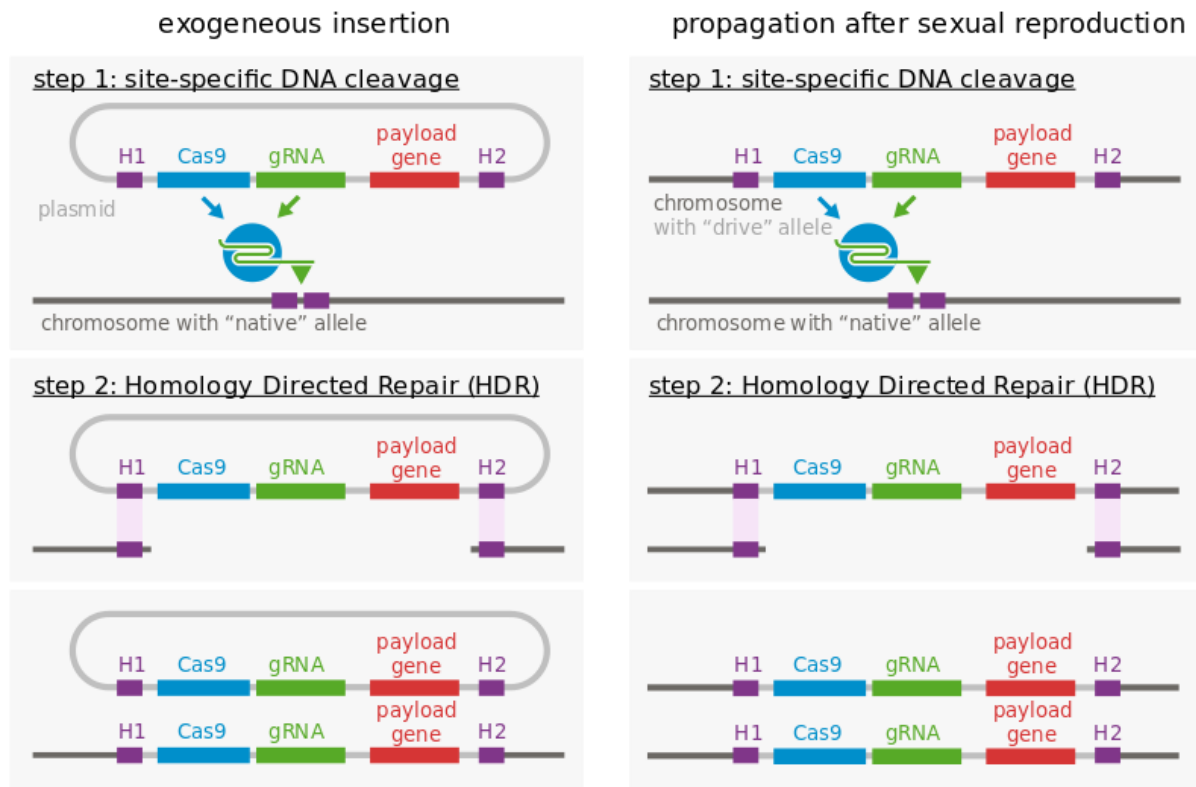 exogeneous insertion
step 1: site-specific DNA cleavage
H1 Cas9 gRNA payload gene H2
plasmid
chromosome with “native” allele
step 2: Homology Directed Repair (HDR)
H1 Cas9 gRNA payload gene H2
H1 Cas9 gRNA payload gene H2
H1 Cas9 gRNA payload gene H2
propagation after sexual reproduction
step 1: site-specific DNA cleavage
H1 Cas9 gRNA payload gene H2
chromosome
with “drive” allele
chromosome with “native” allele
step 2: Homology Directed Repair (HDR)
H1 Cas9 gRNA payload gene H2
H1 Cas9 gRNA payload gene H2
H1 Cas9 gRNA payload gene H2